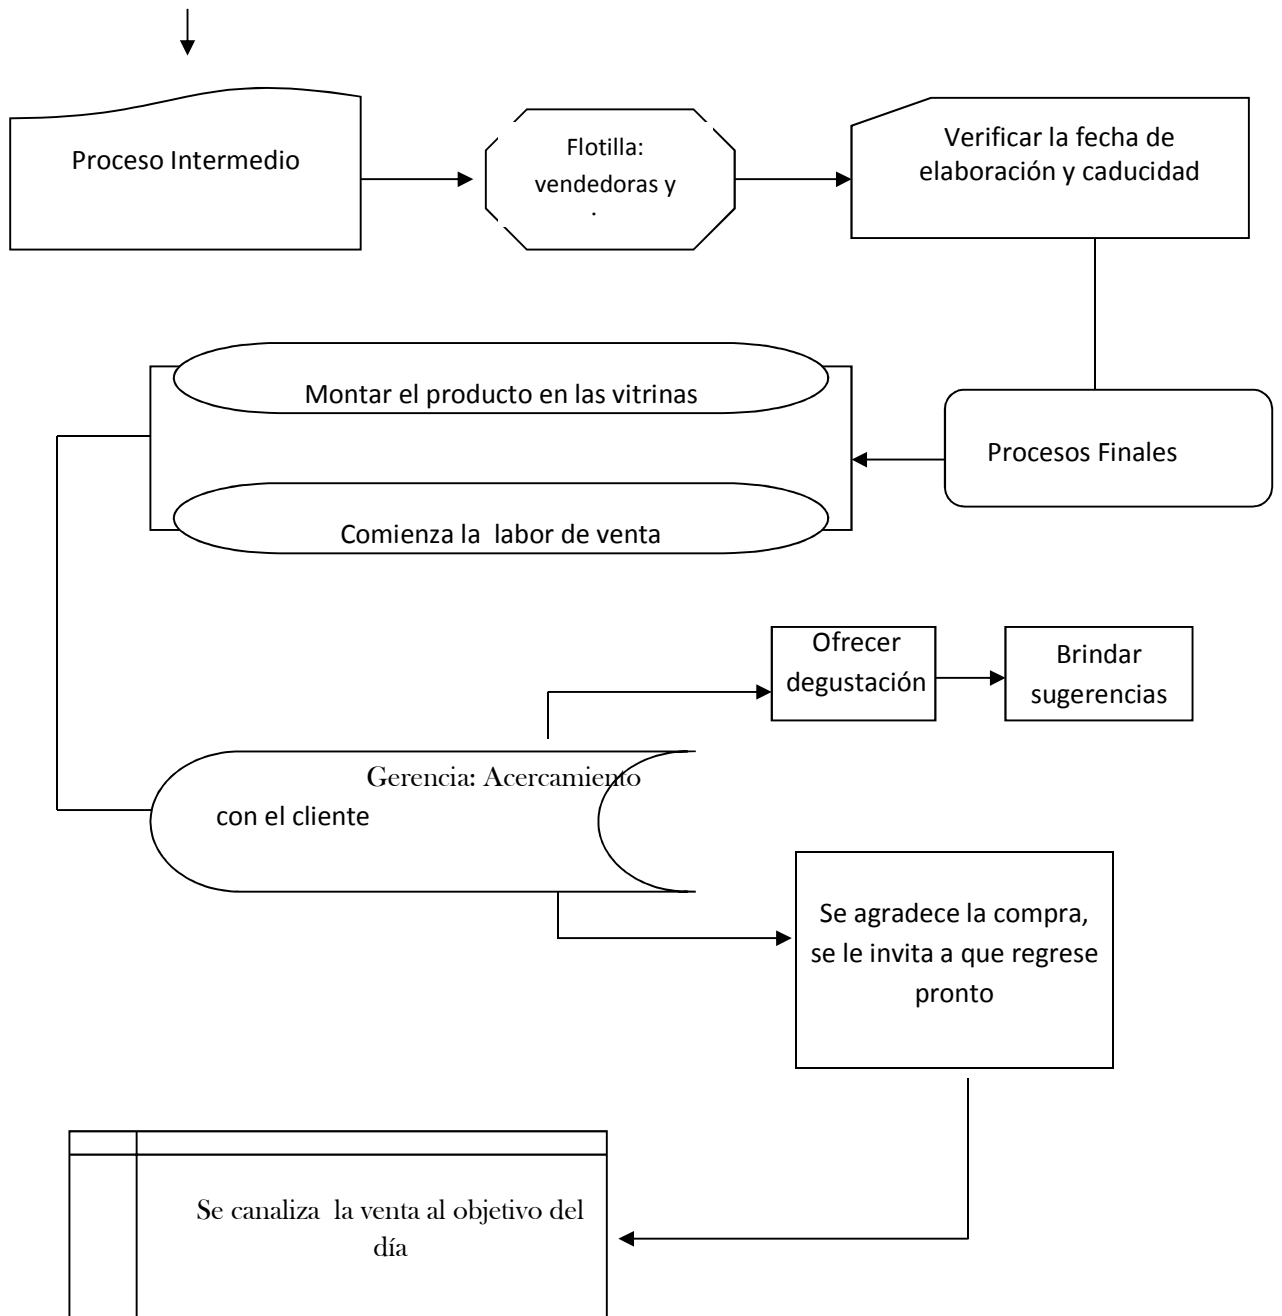 Proceso Intermedio
Flotilla:
vendedoras y
Verificar la fecha de
elaboración y caducidad
Montar el producto en las vitrinas
Procesos Finales
Comienza la  labor de venta
Ofrecer
degustación
Brindar
sugerencias
Gerencia: Acercamiento
con el cliente
Se agradece la compra,
se le invita a que regrese
pronto
Se canaliza  la venta al objetivo del
día